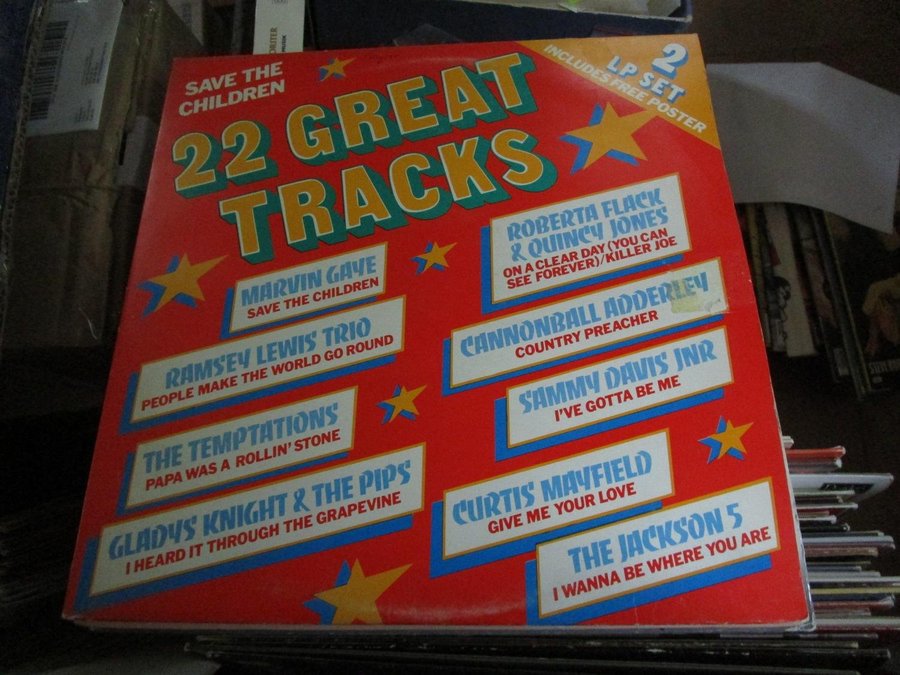 SAVE THE
CHILDREN
22 GREAT
TRACKS
2
LP SET
INCLUDES FREE POSTER
MARVIN GAYE
SAVE THE CHILDREN
RAMSEY LEWIS TRIO
PEOPLE MAKE THE WORLD GO ROUND
THE TEMPTATIONS
PAPA WAS A ROLLIN' STONE
GLADYS KNIGHT & THE PIPS
I HEARD IT THROUGH THE GRAPEVINE
ROBERTA FLACK
& QUINCY JONES
ON A CLEAR DAY (YOU CAN
SEE FOREVER)/KILLER JOE
CANNONBALL ADDERLEY
COUNTRY PREACHER
SAMMY DAVIS JNR
I'VE GOTTA BE ME
CURTIS MAYFIELD
GIVE ME YOUR LOVE
THE JACKSON 5
I WANNA BE WHERE YOU ARE